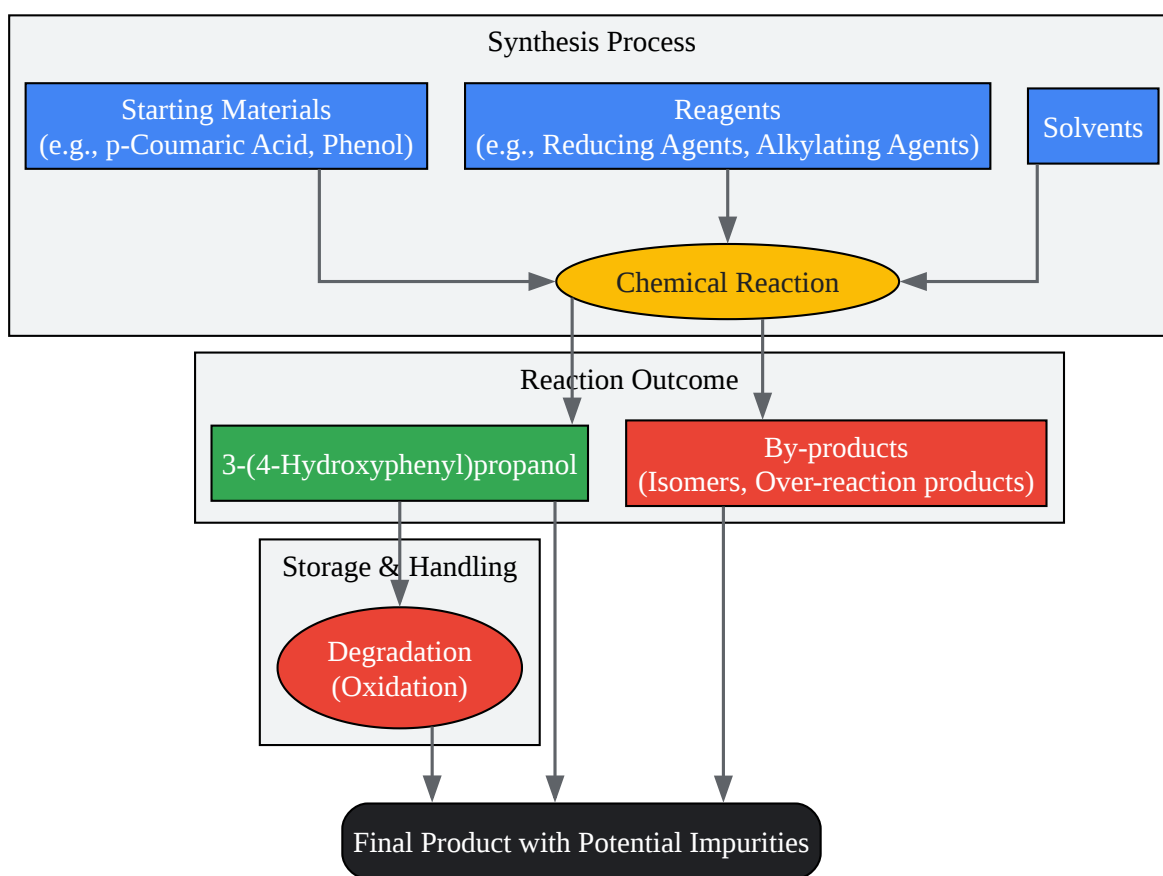 Synthesis Process
Starting Materials
(e.g., p-Coumaric Acid, Phenol)
Reagents
(e.g., Reducing Agents, Alkylating Agents)
Solvents
Chemical Reaction
Reaction Outcome
3-(4-Hydroxyphenyl)propanol
By-products
(Isomers, Over-reaction products)
Storage & Handling
Degradation
(Oxidation)
Final Product with Potential Impurities